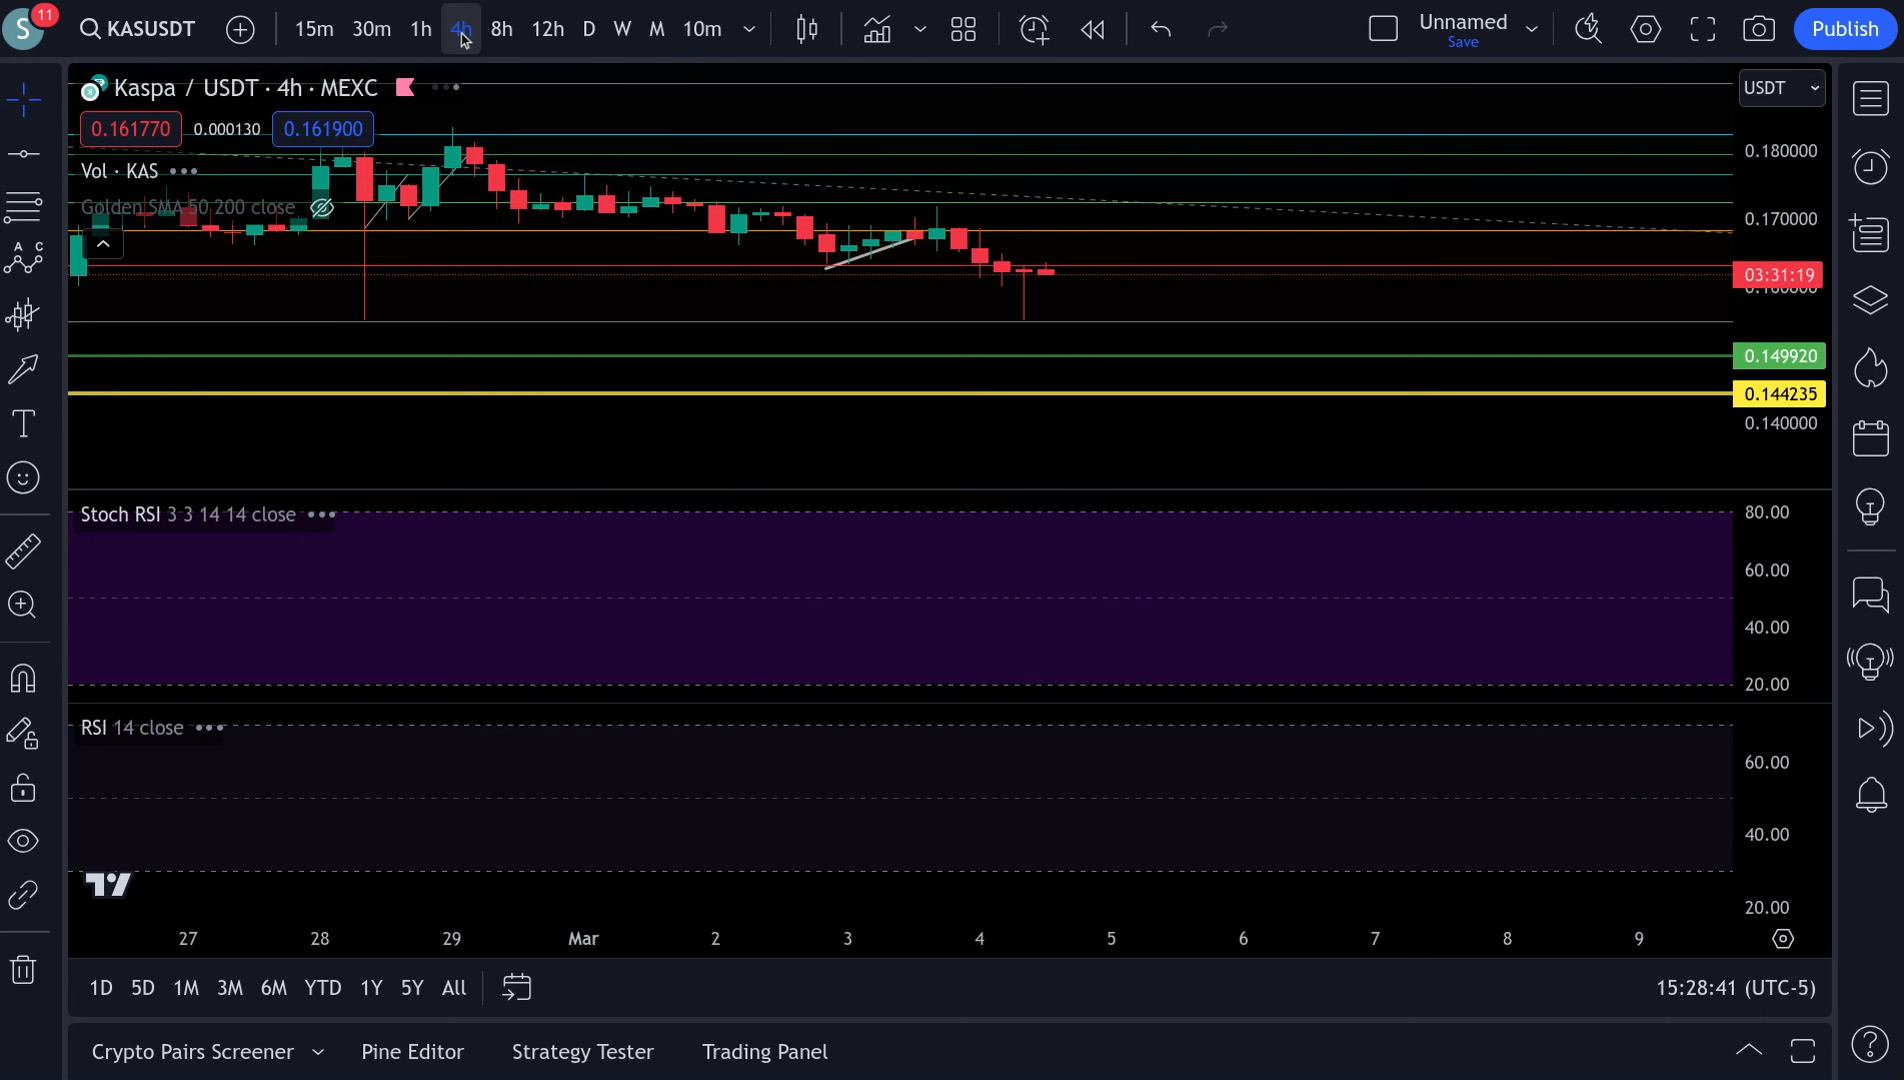 S
11
KASUSDT
15m 30m 1h 4h 8h 12h D W M 10m
Unnamed
Save
Publish
Kaspa / USDT · 4h · MEXC
USDT
0.161770 0.000130 0.161900
Vol · KAS
Golden SMA 50 200 close
0.180000
0.170000
03:31:19
0.160000
0.149920
0.144235
0.140000
Stoch RSI 3 3 14 14 close
80.00
60.00
40.00
20.00
RSI 14 close
60.00
40.00
20.00
27 28 29 Mar 2 3 4 5 6 7 8 9
1D 5D 1M 3M 6M YTD 1Y 5Y All
15:28:41 (UTC-5)
Crypto Pairs Screener Pine Editor Strategy Tester Trading Panel